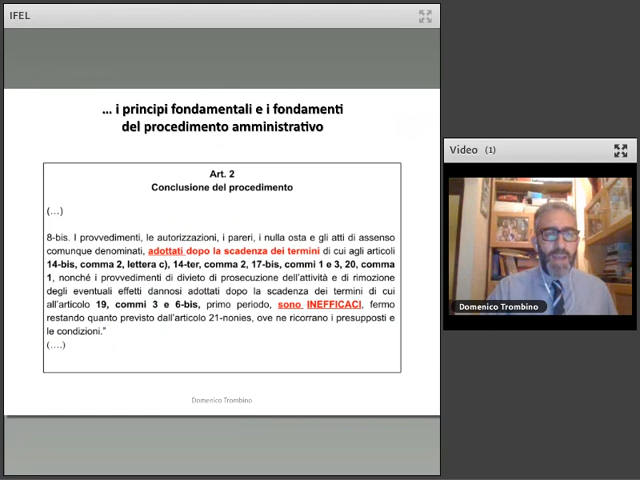 IFEL
... i principi fondamentali e i fondamenti
del procedimento amministrativo
Art. 2
Conclusione del procedimento
(…)
8-bis. I provvedimenti, le autorizzazioni, i pareri, i nulla osta e gli atti di assenso
comunque denominati, adottati dopo la scadenza dei termini di cui agli articoli
14-bis, comma 2, lettera c), 14-ter, comma 2, 17-bis, commi 1 e 3, 20, comma
1, nonché i provvedimenti di divieto di prosecuzione dell'attività e di rimozione
degli eventuali effetti dannosi adottati dopo la scadenza dei termini di cui
all'articolo 19, commi 3 e 6-bis, primo periodo, sono INEFFICACI, fermo
restando quanto previsto dall'articolo 21-nonies, ove ne ricorrano i presupposti e
le condizioni.”
(….)
Domenico Trombino
Video (1)
Domenico Trombino